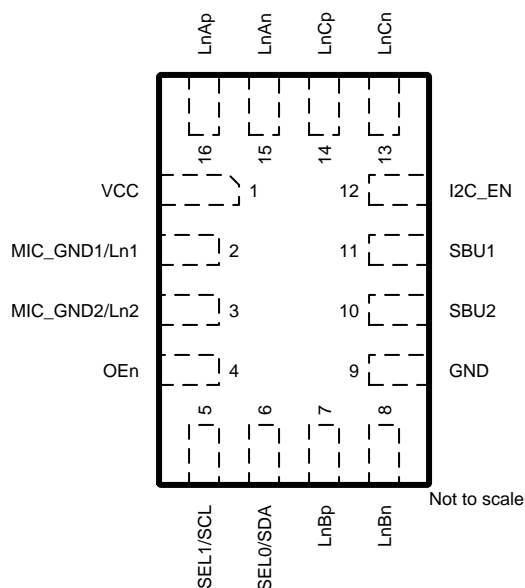 LnAp
LnAn
LnCp
LnCn
16
15
14
13
VCC
1
12
I2C_EN
MIC_GND1/Ln1
2
11
SBU1
MIC_GND2/Ln2
3
10
SBU2
OEn
4
9
GND
5
6
7
8
Not to scale
SEL1/SCL
SEL0/SDA
LnBp
LnBn